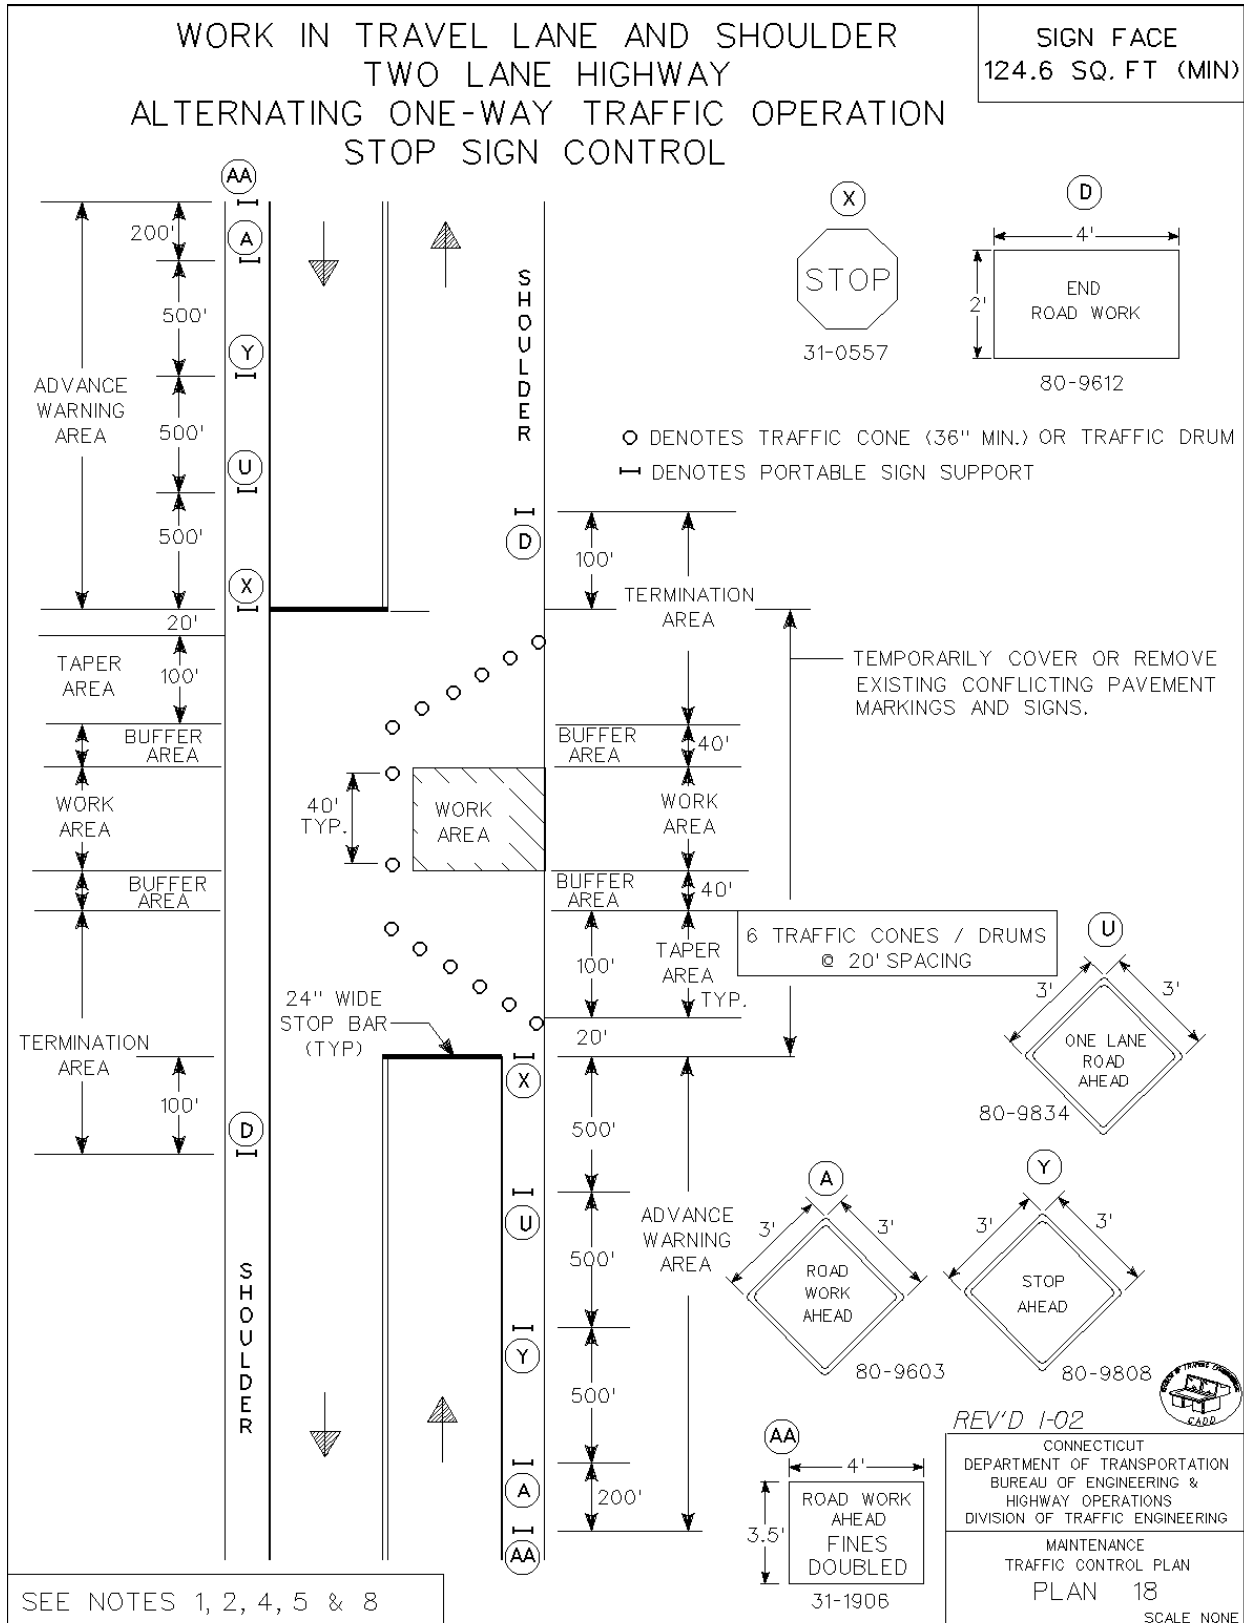 WORK IN TRAVEL LANE AND SHOULDER
TWO LANE HIGHWAY
ALTERNATING ONE-WAY TRAFFIC OPERATION
STOP SIGN CONTROL
SIGN FACE
124.6 SQ. FT (MIN)
AA
200'
A
500'
Y
ADVANCE
WARNING
AREA
500'
U
500'
X
20'
TAPER
AREA
100'
BUFFER
AREA
WORK
AREA
BUFFER
AREA
TERMINATION
AREA
100'
D
SHOULDER
SHOULDER
X
STOP
31-0557
D
4'
2'
END
ROAD WORK
80-9612
DENOTES TRAFFIC CONE (36" MIN.) OR TRAFFIC DRUM
DENOTES PORTABLE SIGN SUPPORT
D
100'
TERMINATION
AREA
TEMPORARILY COVER OR REMOVE
EXISTING CONFLICTING PAVEMENT
MARKINGS AND SIGNS.
BUFFER
AREA
40'
40'
TYP.
WORK
AREA
WORK
AREA
BUFFER
AREA
40'
6 TRAFFIC CONES / DRUMS
@ 20' SPACING
100'
TAPER
AREA
TYP.
24" WIDE
STOP BAR
(TYP)
20'
X
500'
U
ADVANCE
WARNING
AREA
500'
Y
500'
A
200'
AA
U
3'
3'
ONE LANE
ROAD
AHEAD
80-9834
A
3'
3'
ROAD
WORK
AHEAD
80-9603
Y
3'
3'
STOP
AHEAD
80-9808
AA
4'
3.5'
ROAD WORK
AHEAD
FINES
DOUBLED
31-1906
CADD
REV'D 1-02
CONNECTICUT
DEPARTMENT OF TRANSPORTATION
BUREAU OF ENGINEERING &
HIGHWAY OPERATIONS
DIVISION OF TRAFFIC ENGINEERING
MAINTENANCE
TRAFFIC CONTROL PLAN
PLAN 18
SCALE NONE
SEE NOTES 1, 2, 4, 5 & 8